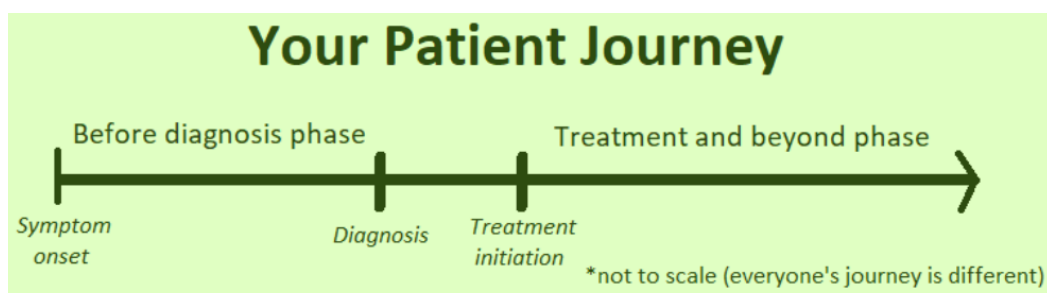 Your Patient Journey
Before diagnosis phase
Treatment and beyond phase
Symptom
onset
Diagnosis
Treatment
initiation
*not to scale (everyone's journey is different)